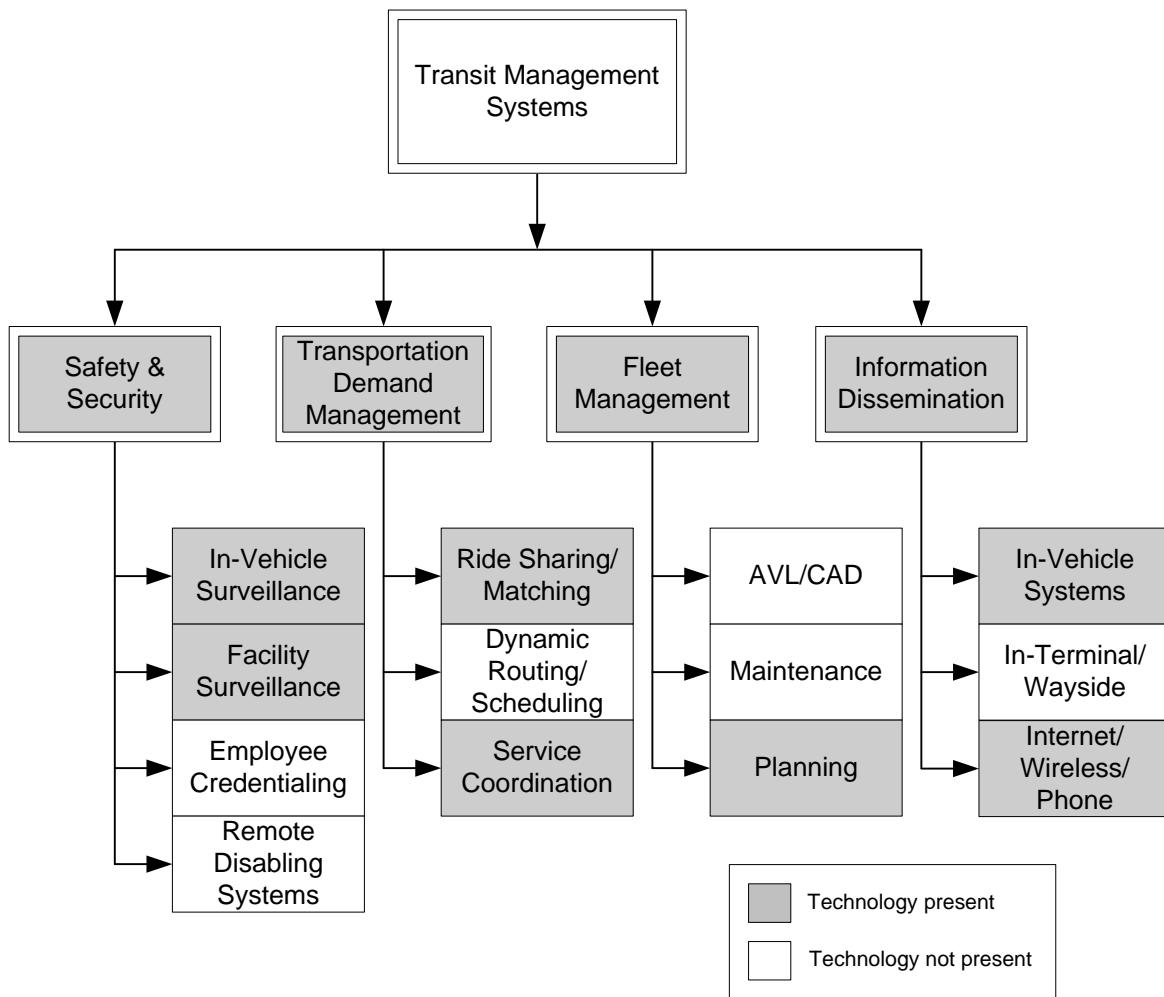 Transit Management
Systems
Safety &
Security
Transportation
Demand
Management
Fleet
Management
Information
Dissemination
In-Vehicle
Surveillance
Facility
Surveillance
Employee
Credentialing
Remote
Disabling
Systems
Ride Sharing/
Matching
Dynamic
Routing/
Scheduling
Service
Coordination
AVL/CAD
Maintenance
Planning
In-Vehicle
Systems
In-Terminal/
Wayside
Internet/
Wireless/
Phone
Technology present
Technology not present